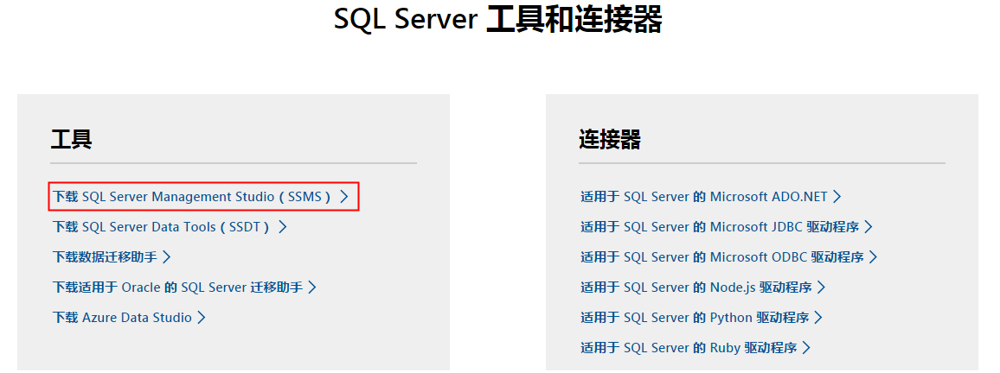 SQL Server 工具和连接器
工具
下载 SQL Server Management Studio（SSMS）
下载 SQL Server Data Tools（SSDT）
下载数据迁移助手
下载适用于 Oracle 的 SQL Server 迁移助手
下载 Azure Data Studio
连接器
适用于 SQL Server 的 Microsoft ADO.NET
适用于 SQL Server 的 Microsoft JDBC 驱动程序
适用于 SQL Server 的 Microsoft ODBC 驱动程序
适用于 SQL Server 的 Node.js 驱动程序
适用于 SQL Server 的 Python 驱动程序
适用于 SQL Server 的 Ruby 驱动程序